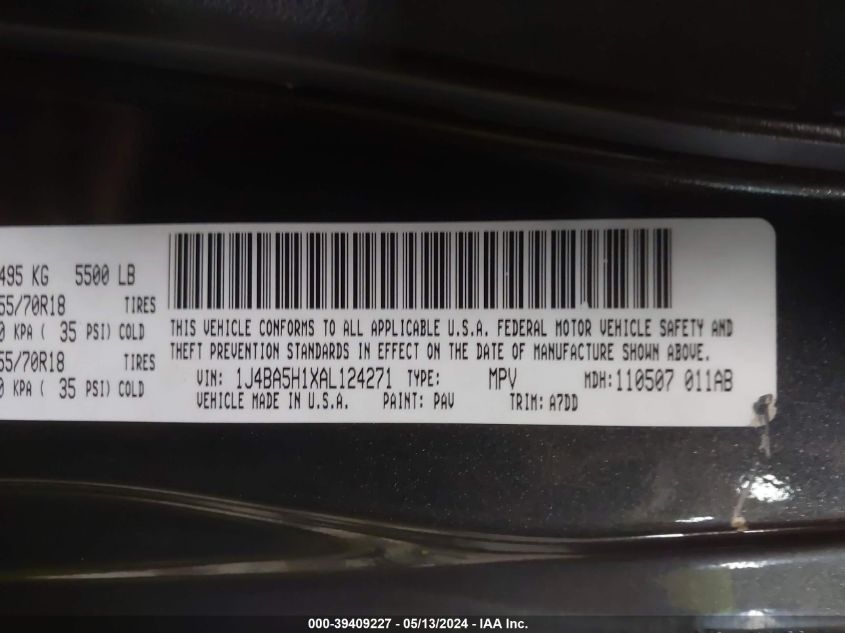 495 KG 5500 LB
55/70R18 TIRES
0 KPA ( 35 PSI) COLD
55/70R18 TIRES
0 KPA ( 35 PSI) COLD
THIS VEHICLE CONFORMS TO ALL APPLICABLE U.S.A. FEDERAL MOTOR VEHICLE SAFETY AND
THEFT PREVENTION STANDARDS IN EFFECT ON THE DATE OF MANUFACTURE SHOWN ABOVE.
VIN: 1J4BA5H1XAL124271 TYPE: MPV MDH: 110507 011AB
VEHICLE MADE IN U.S.A. PAINT: PAV TRIM: A7DD
000-39409227 - 05/13/2024 - IAA Inc.